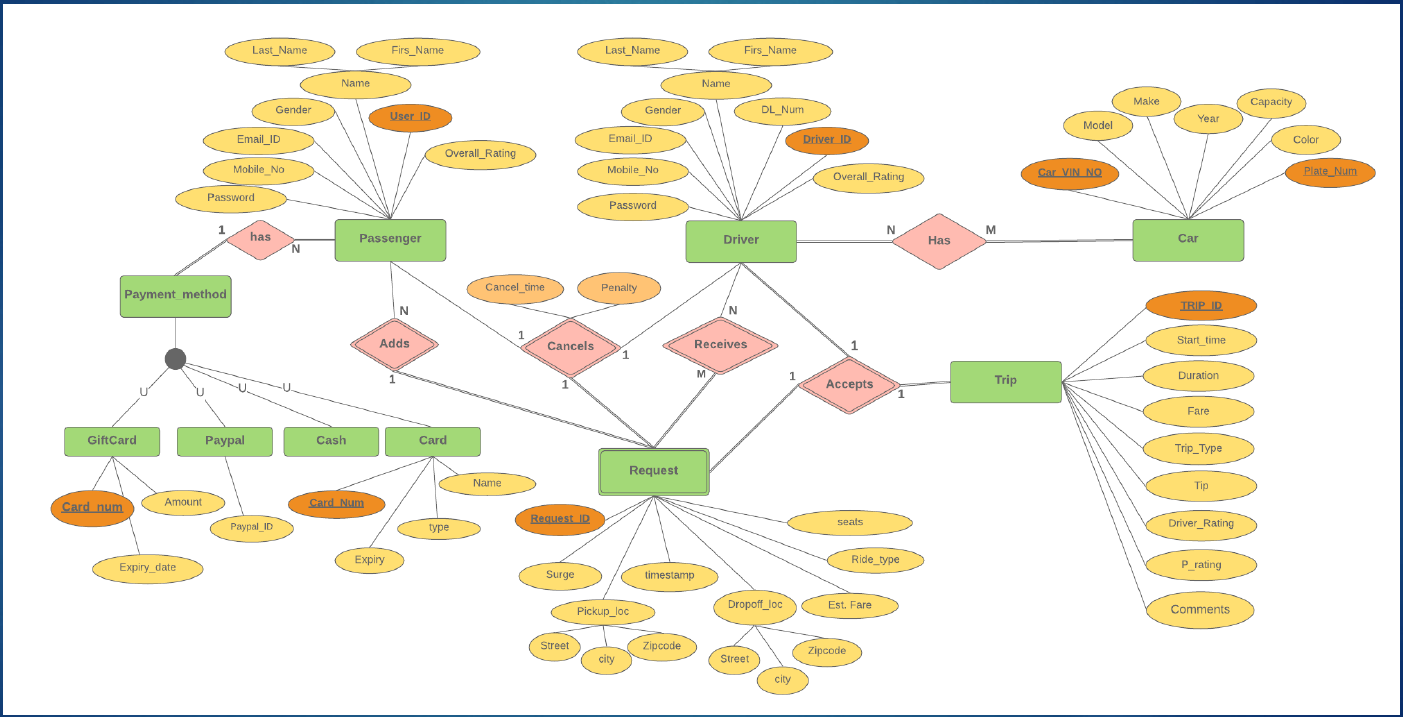 Last_Name
Firs_Name
Name
Gender
User_ID
Email_ID
Overall_Rating
Mobile_No
Password
Passenger
Last_Name
Firs_Name
Name
Gender
DL_Num
Email_ID
Driver_ID
Mobile_No
Overall_Rating
Password
Driver
Make
Capacity
Model
Year
Color
Car_VIN_NO
Plate_Num
Car
1
has
N
N
Has
M
Payment_method
U
U
U
U
GiftCard
Paypal
Cash
Card
Card_num
Amount
Paypal_ID
Expiry_date
Card_Num
Name
type
Expiry
N
Adds
1
Cancel_time
Penalty
1
Cancels
1
1
N
Receives
M
1
1
Accepts
1
Trip
TRIP_ID
Start_time
Duration
Fare
Trip_Type
Tip
Driver_Rating
P_rating
Comments
Request
Request_ID
seats
Surge
timestamp
Ride_type
Pickup_loc
Dropoff_loc
Est. Fare
Street
city
Zipcode
Street
city
Zipcode